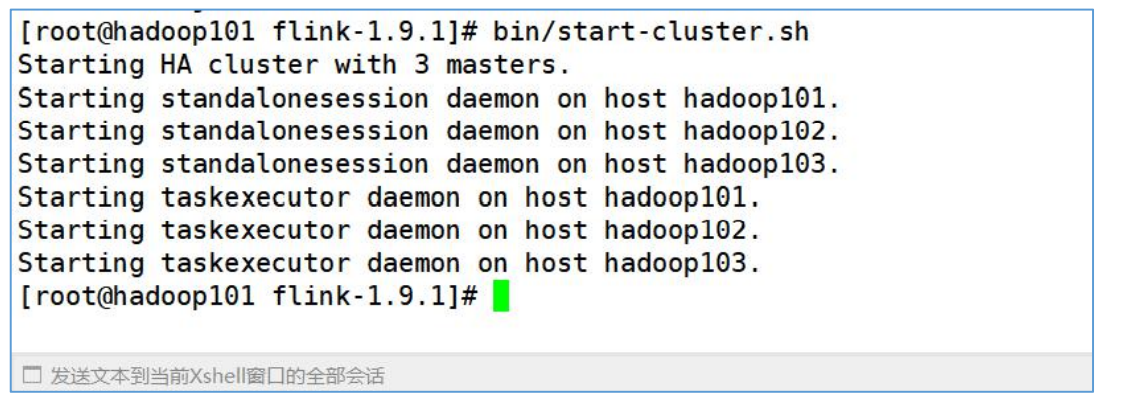 [root@hadoop101 flink-1.9.1]# bin/start-cluster.sh
Starting HA cluster with 3 masters.
Starting standalonesession daemon on host hadoop101.
Starting standalonesession daemon on host hadoop102.
Starting standalonesession daemon on host hadoop103.
Starting taskexecutor daemon on host hadoop101.
Starting taskexecutor daemon on host hadoop102.
Starting taskexecutor daemon on host hadoop103.
[root@hadoop101 flink-1.9.1]#
发送文本到当前Xshell窗口的全部会话